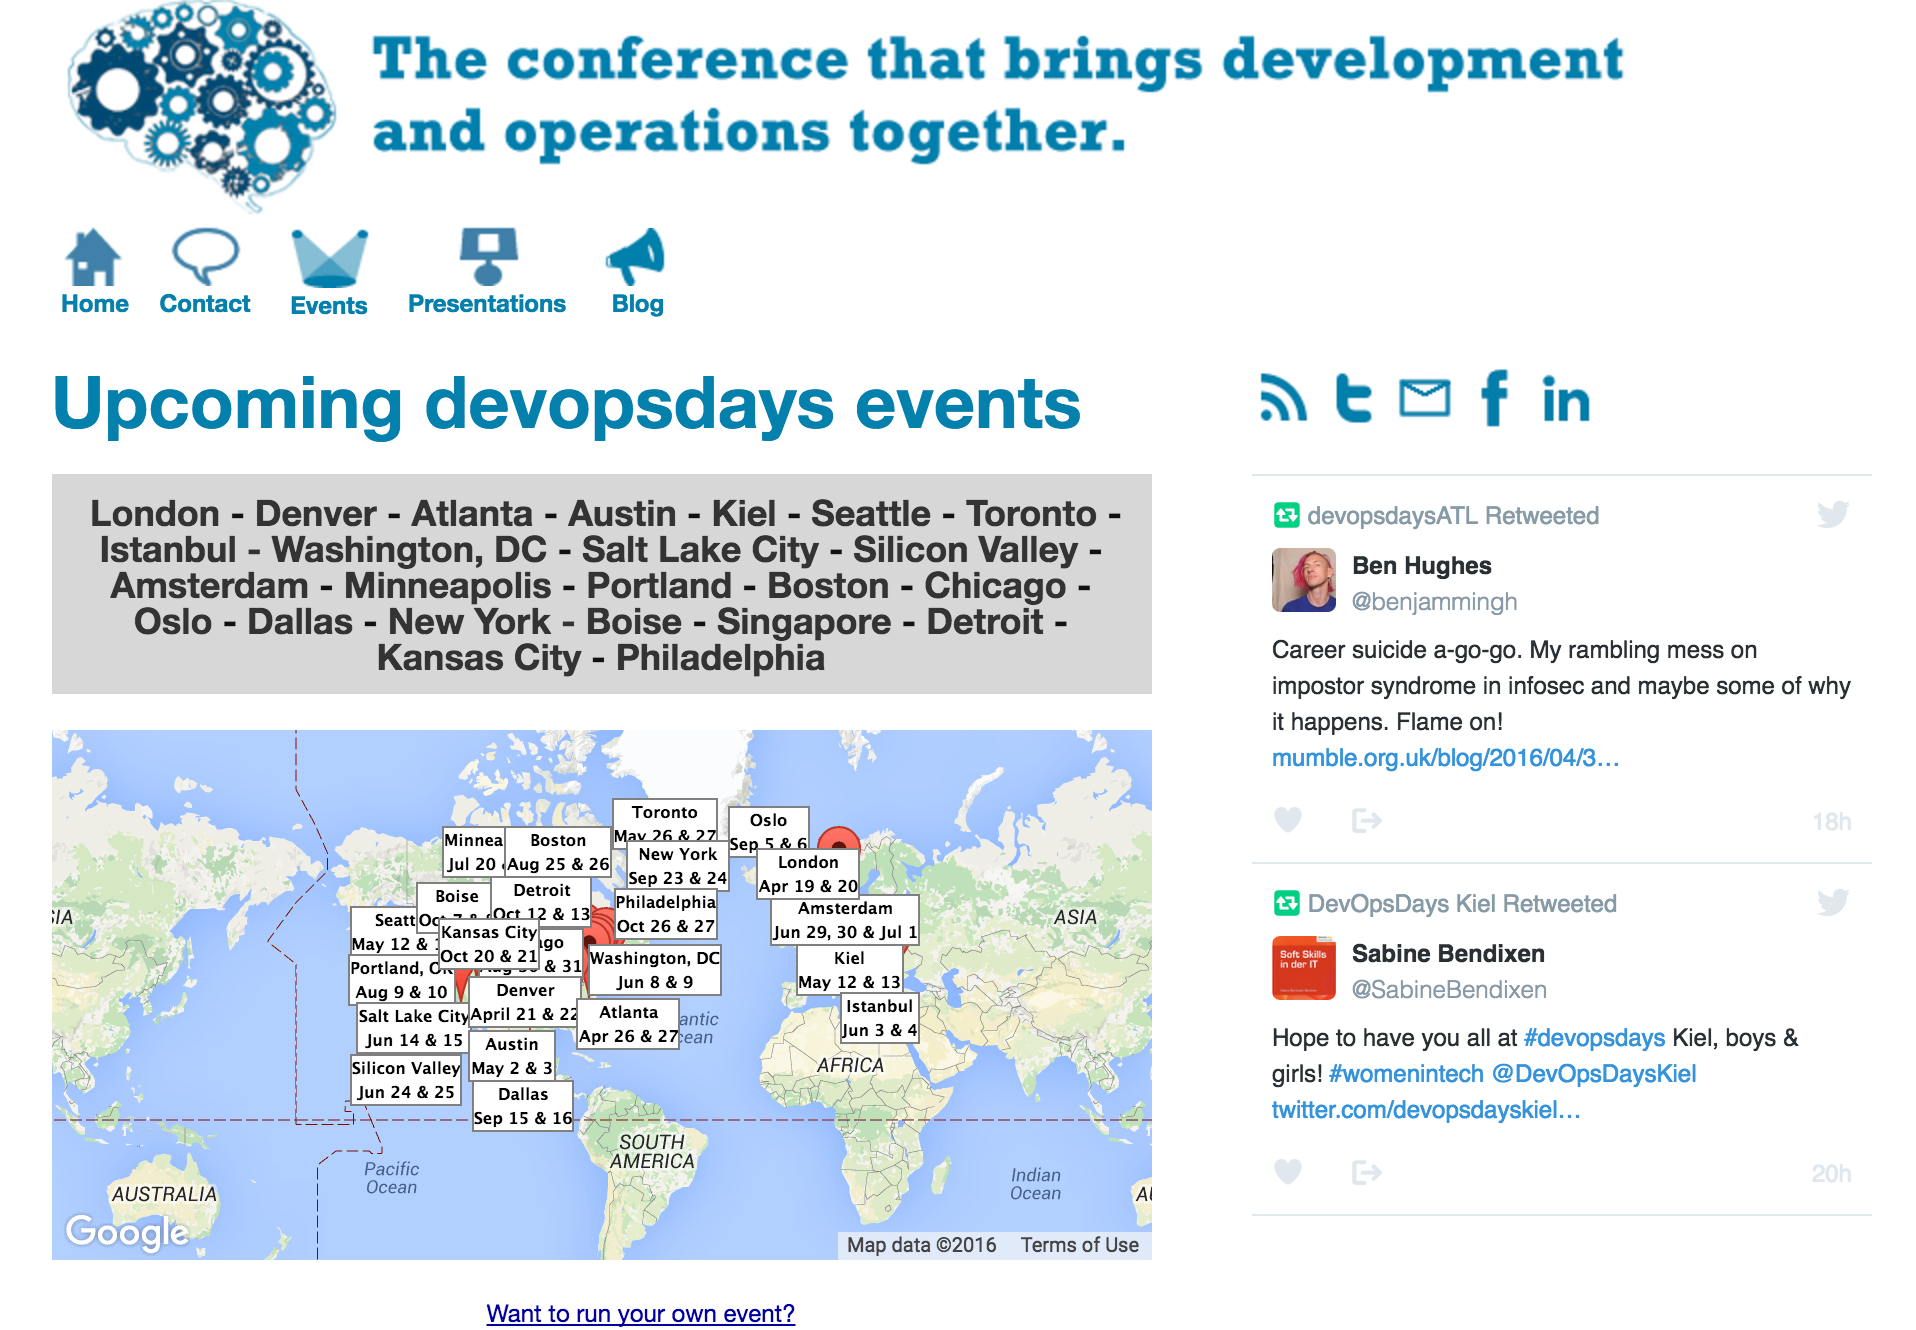 The conference that brings development
and operations together.
Home Contact Events Presentations Blog
Upcoming devopsdays events
London - Denver - Atlanta - Austin - Kiel - Seattle - Toronto -
Istanbul - Washington, DC - Salt Lake City - Silicon Valley -
Amsterdam - Minneapolis - Portland - Boston - Chicago -
Oslo - Dallas - New York - Boise - Singapore - Detroit -
Kansas City - Philadelphia
Toronto
May 26 & 27
Oslo
Sep 5 & 6
Minnea
Jul 20
Boston
Aug 25 & 26
New York
Sep 23 & 24
London
Apr 19 & 20
Boise
Detroit
Oct 12 & 13
Philadelphia
Oct 26 & 27
Amsterdam
Jun 29, 30 & Jul 1
Seatt
May 12 &
Kansas City
Oct 20 & 21
ago
& 31
Washington, DC
Jun 8 & 9
Kiel
May 12 & 13
Portland,
Aug 9 & 10
Denver
April 21 & 22
Atlanta
Apr 26 & 27
Istanbul
Jun 3 & 4
Salt Lake City
Jun 14 & 15
Austin
May 2 & 3
Silicon Valley
Jun 24 & 25
Dallas
Sep 15 & 16
IA
ASIA
antic
cean
AFRICA
SOUTH
AMERICA
Pacific
Ocean
Indian
Ocean
AUSTRALIA
AU
Google
Map data ©2016 Terms of Use
Want to run your own event?
in
devopsdaysATL Retweeted
Ben Hughes
@benjammingh
Career suicide a-go-go. My rambling mess on
impostor syndrome in infosec and maybe some of why
it happens. Flame on!
mumble.org.uk/blog/2016/04/3…
18h
DevOpsDays Kiel Retweeted
Soft Skills
in der IT
Sabine Bendixen
@SabineBendixen
Hope to have you all at #devopsdays Kiel, boys &
girls! #womenintech @DevOpsDaysKiel
twitter.com/devopsdayskiel…
20h